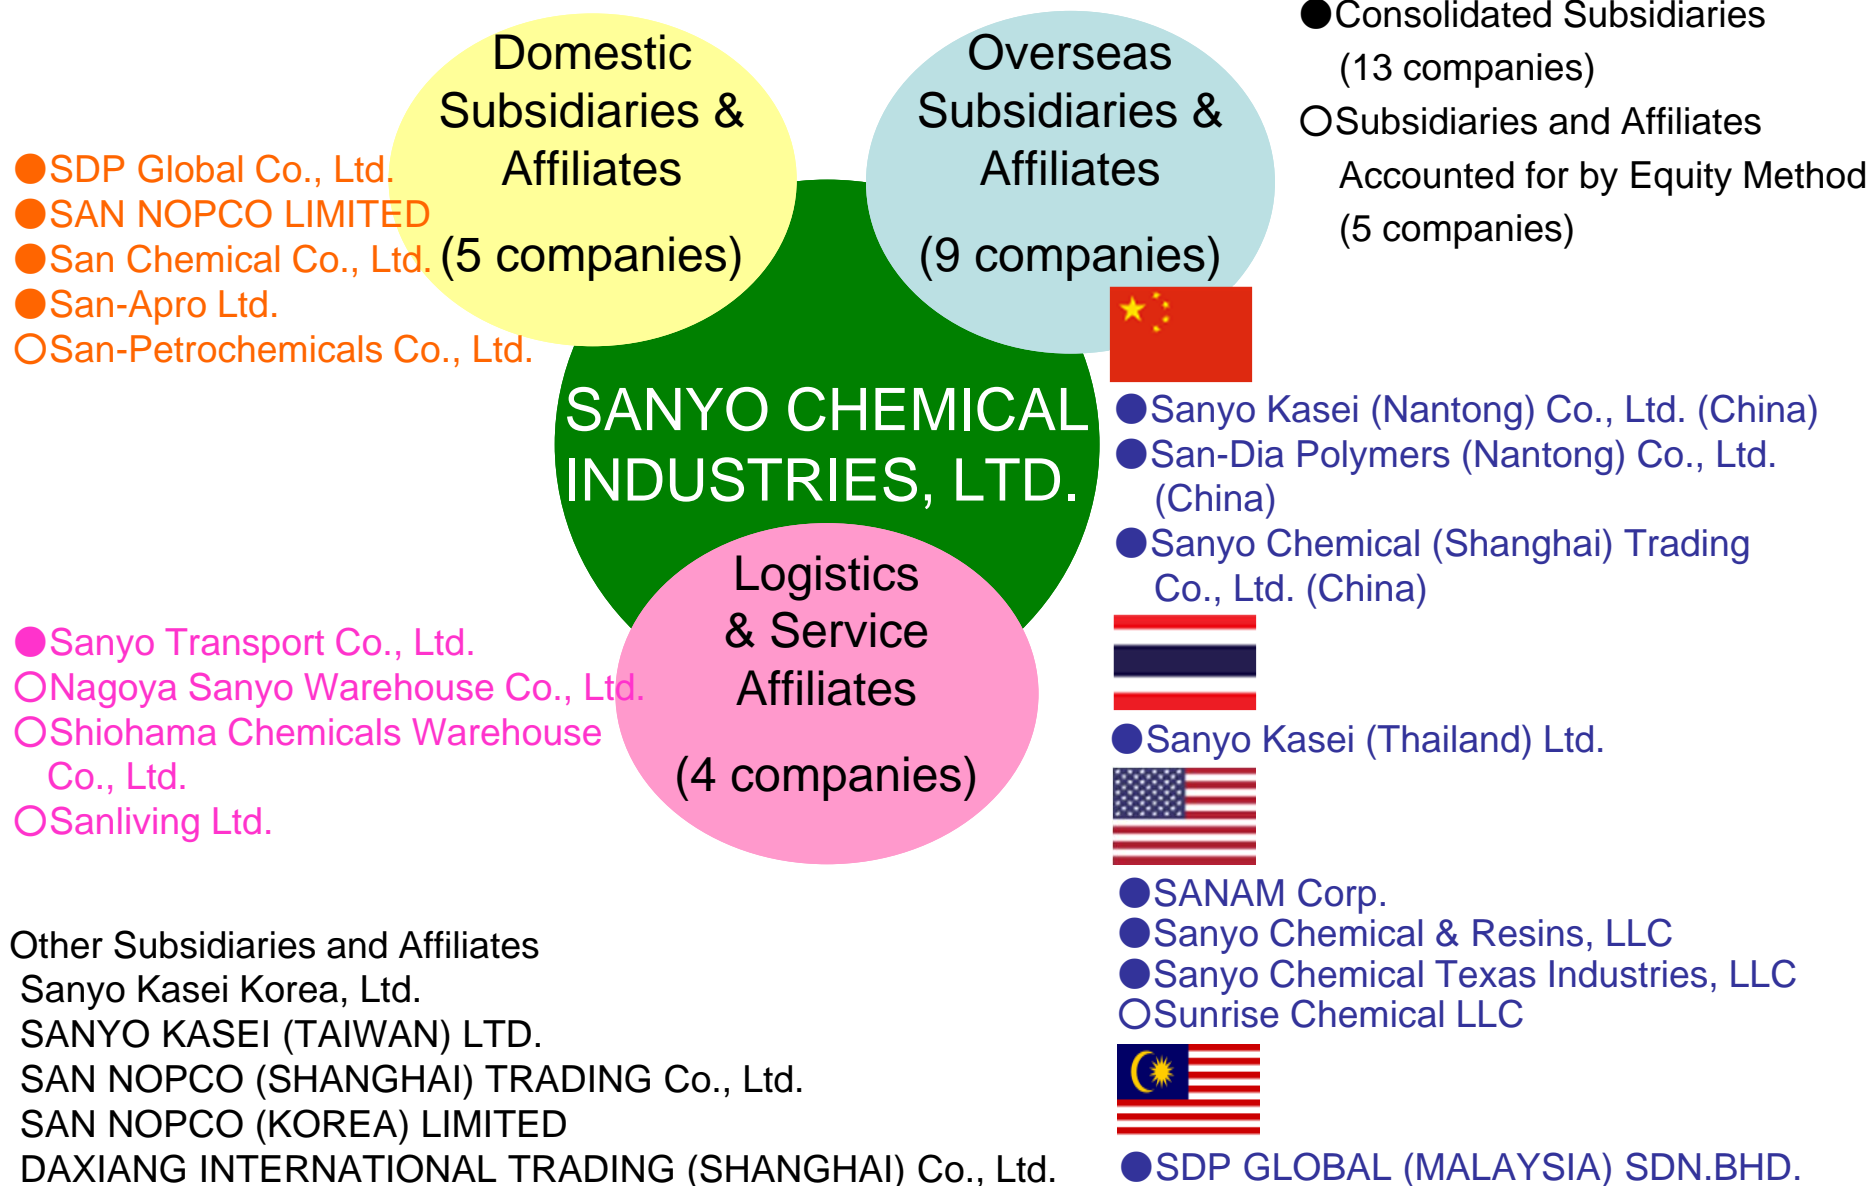 Domestic
Subsidiaries &
Affiliates
(5 companies)
Overseas
Subsidiaries &
Affiliates
(9 companies)
●Consolidated Subsidiaries
(13 companies)
○Subsidiaries and Affiliates
Accounted for by Equity Method
(5 companies)
●SDP Global Co., Ltd.
●SAN NOPCO LIMITED
●San Chemical Co., Ltd.
●San-Apro Ltd.
○San-Petrochemicals Co., Ltd.
SANYO CHEMICAL
INDUSTRIES, LTD.
●Sanyo Kasei (Nantong) Co., Ltd. (China)
●San-Dia Polymers (Nantong) Co., Ltd.
(China)
●Sanyo Chemical (Shanghai) Trading
Co., Ltd. (China)
Logistics
& Service
Affiliates
(4 companies)
●Sanyo Transport Co., Ltd.
○Nagoya Sanyo Warehouse Co., Ltd.
○Shiohama Chemicals Warehouse
Co., Ltd.
○Sanliving Ltd.
●Sanyo Kasei (Thailand) Ltd.
●SANAM Corp.
●Sanyo Chemical & Resins, LLC
●Sanyo Chemical Texas Industries, LLC
○Sunrise Chemical LLC
●SDP GLOBAL (MALAYSIA) SDN.BHD.
Other Subsidiaries and Affiliates
Sanyo Kasei Korea, Ltd.
SANYO KASEI (TAIWAN) LTD.
SAN NOPCO (SHANGHAI) TRADING Co., Ltd.
SAN NOPCO (KOREA) LIMITED
DAXIANG INTERNATIONAL TRADING (SHANGHAI) Co., Ltd.